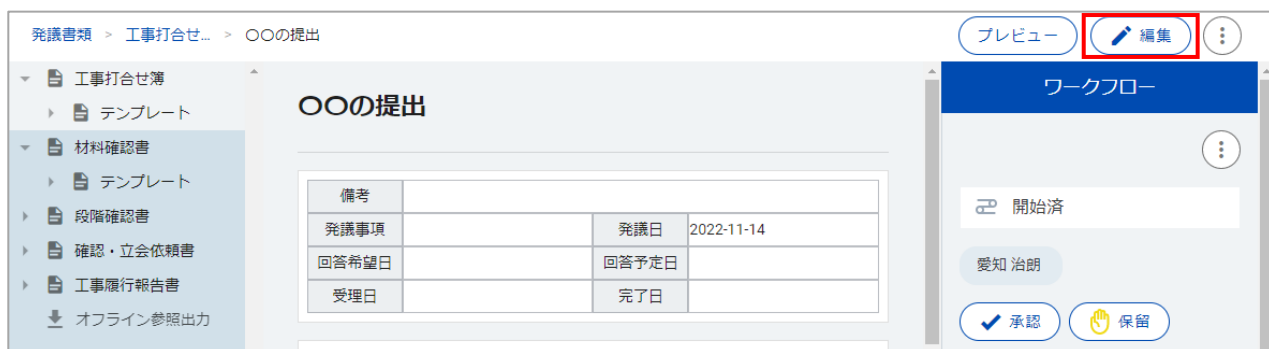 発議書類 > 工事打合せ... > 〇〇の提出
プレビュー
編集
工事打合せ簿
テンプレート
材料確認書
テンプレート
段階確認書
確認・立会依頼書
工事履行報告書
オフライン参照出力
〇〇の提出
備考
発議事項 発議日 2022-11-14
回答希望日 回答予定日
受理日 完了日
ワークフロー
開始済
愛知 治朗
承認 保留